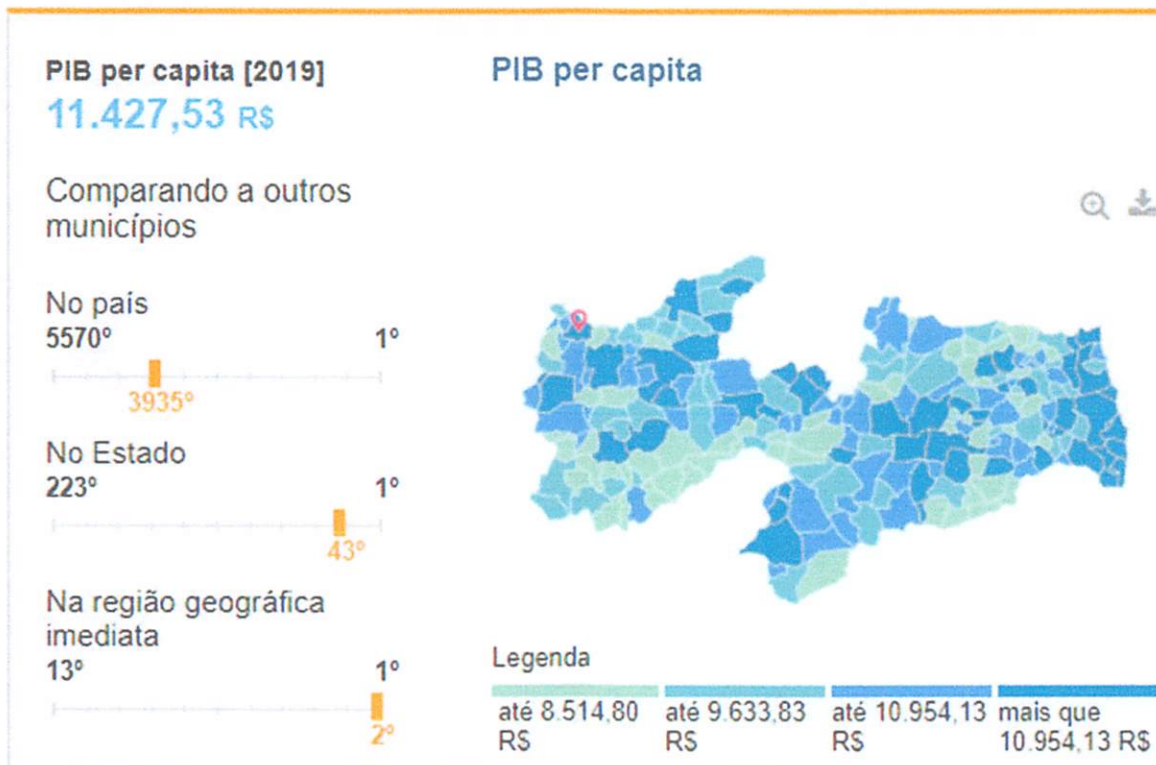 PIB per capita [2019]
11.427,53 R$
Comparando a outros
municípios
No país
5570º 1º
3935º
No Estado
223º 1º
43º
Na região geográfica
imediata
13º 1º
2º
PIB per capita
Legenda
até 8.514,80
R$
até 9.633,83
R$
até 10.954,13
R$
mais que
10.954,13 R$